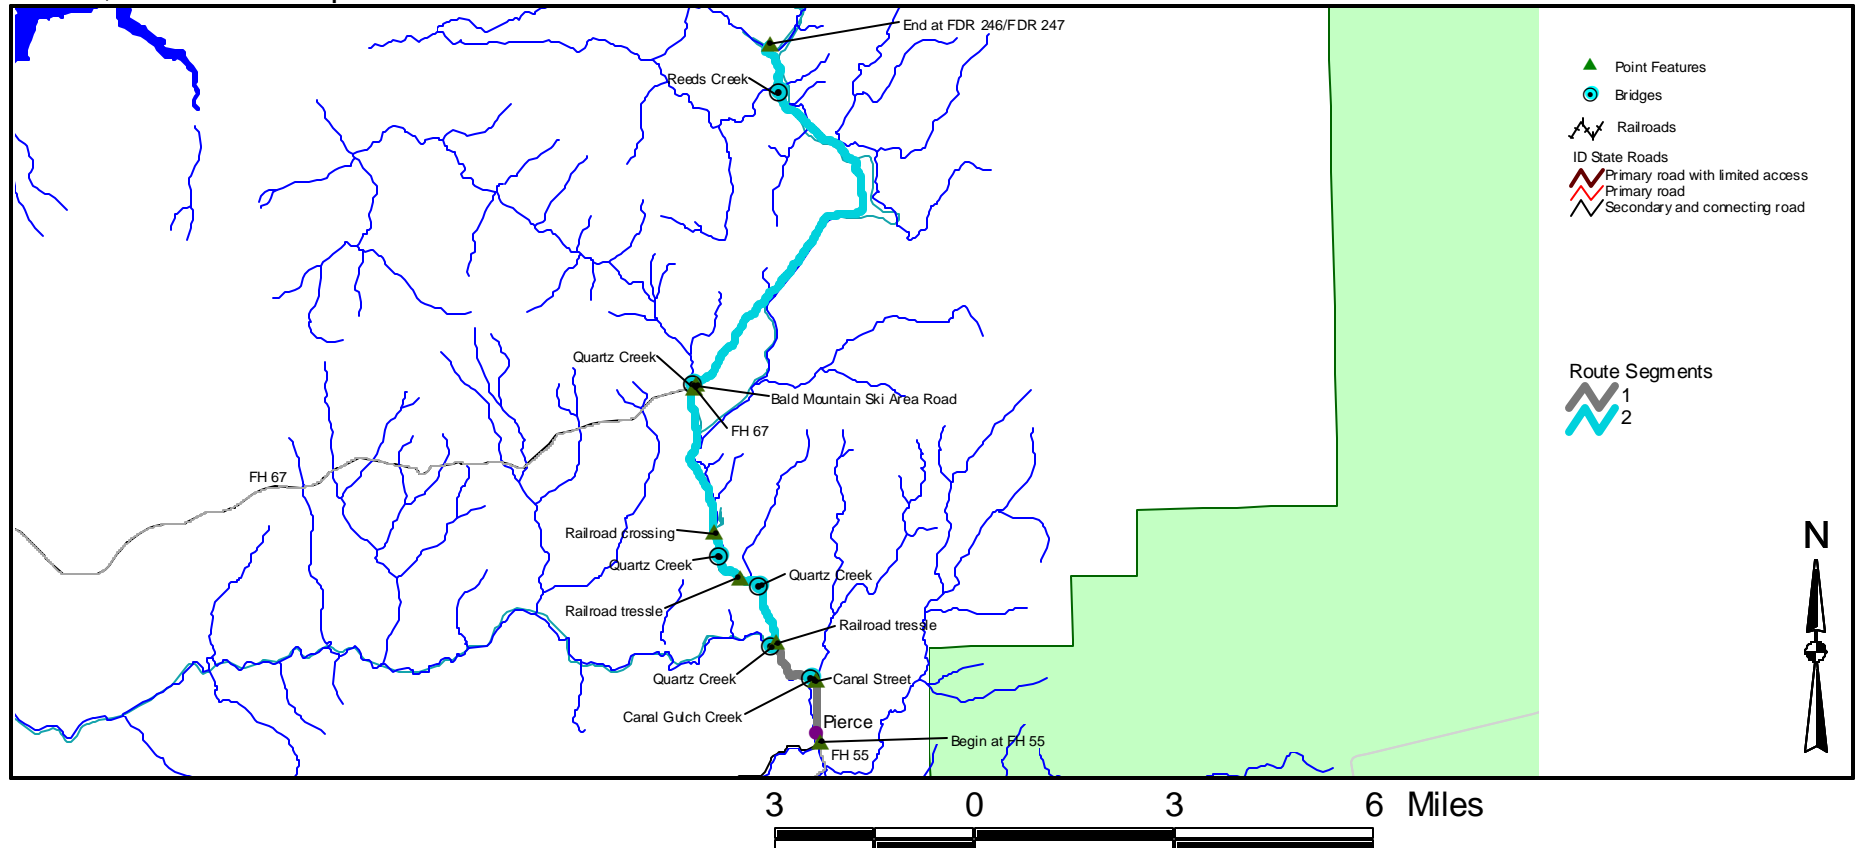 End at FDR 246/FDR 247
Reeds Creek
Point Features
Bridges
Railroads
ID State Roads
Primary road with limited access
Primary road
Secondary and connecting road
Quartz Creek
Route Segments
1
2
Bald Mountain Ski Area Road
FH 67
FH 67
Railroad crossing
Quartz Creek
Quartz Creek
Railroad tressle
Railroad tressle
Quartz Creek
Canal Street
Canal Gulch Creek
Pierce
Begin at FH 55
FH 55
N
3 0 3 6 Miles